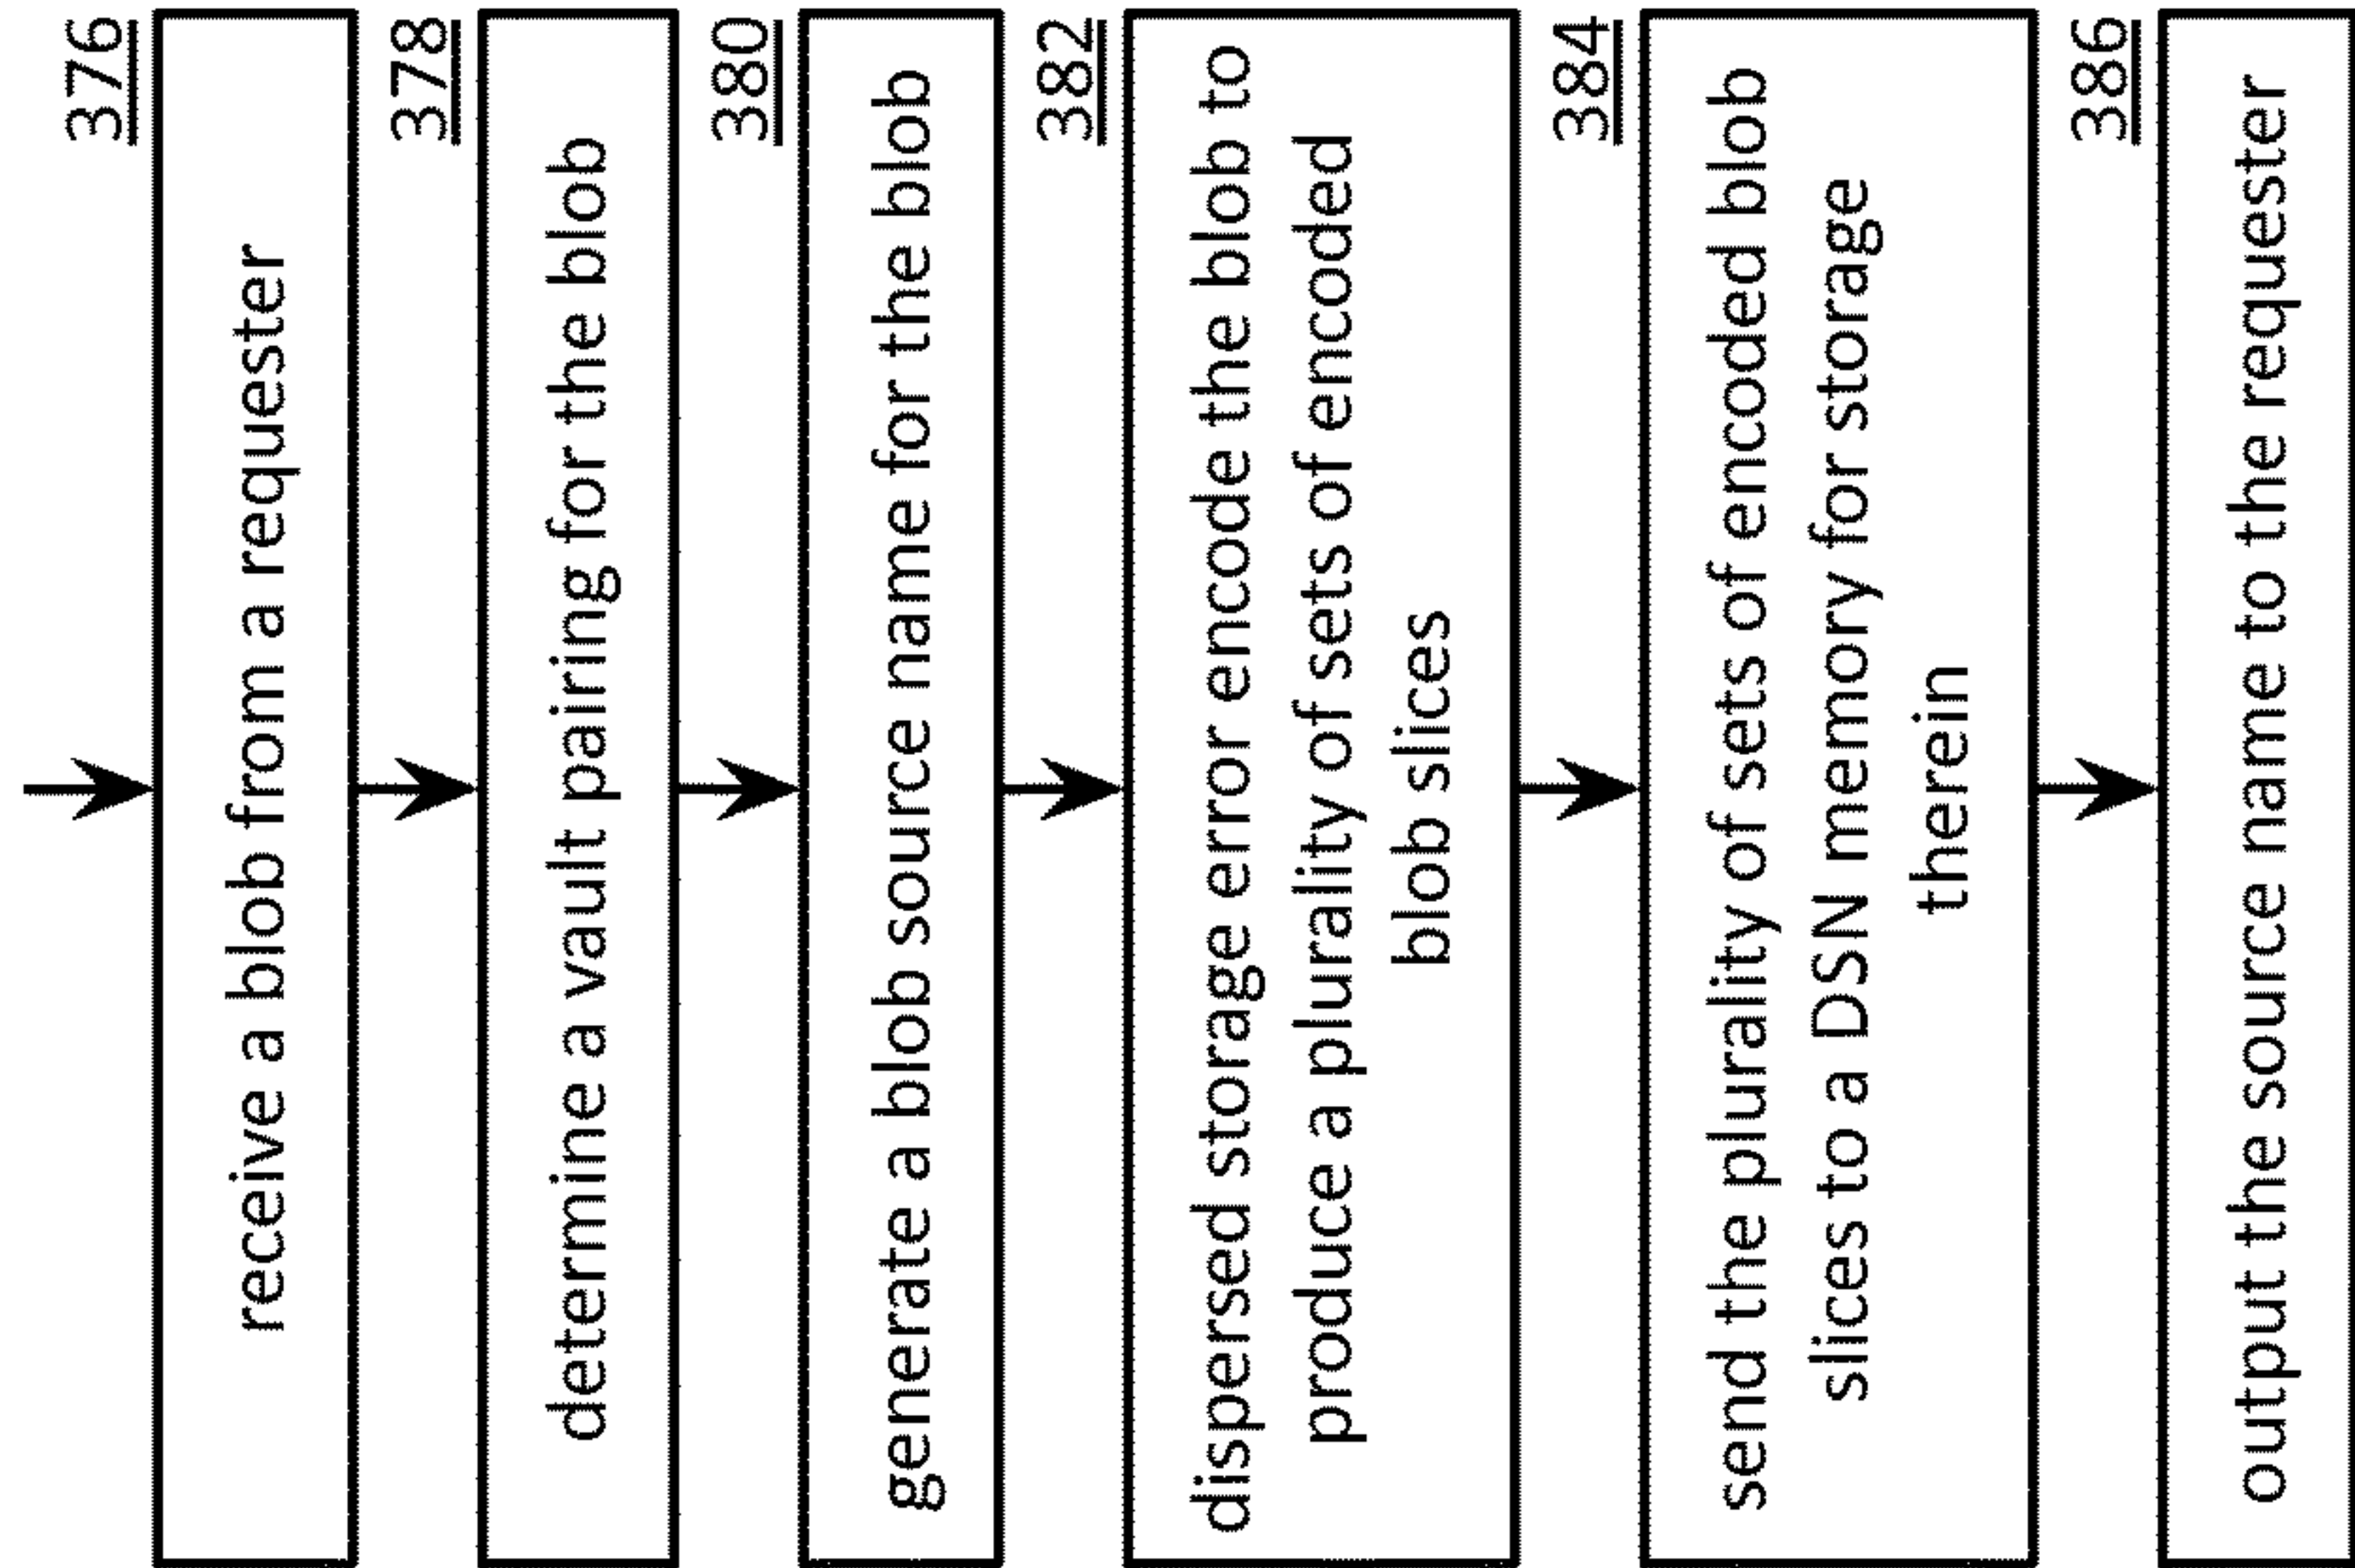 376
receive a blob from a requester
378
determine a vault pairing for the blob
380
generate a blob source name for the blob
382
dispersed storage error encode the blob to
produce a plurality of sets of encoded
blob slices
384
send the plurality of sets of encoded blob
slices to a DSN memory for storage
therein
386
output the source name to the requester